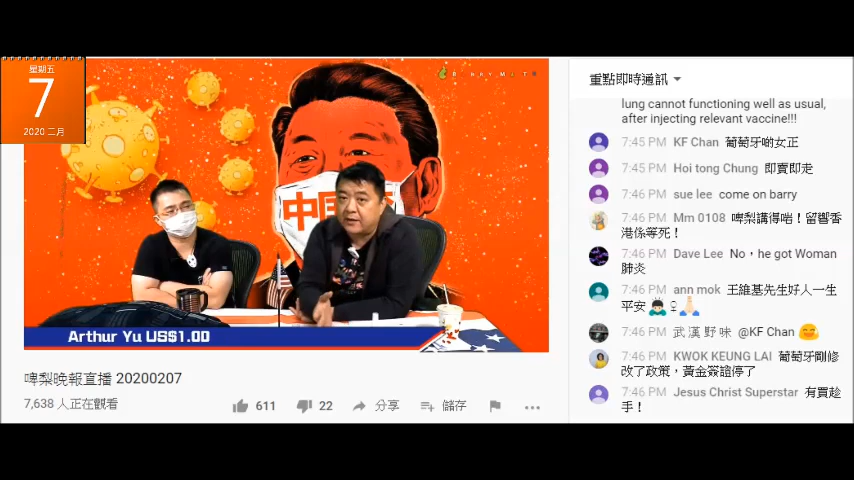 星期五
7
2020 二月
中国
Arthur Yu US$1.00
啤梨晚報直播 20200207
7,638 人正在觀看
611
22
分享
儲存
重點即時通訊
lung cannot functioning well as usual,
after injecting relevant vaccine!!!
7:45 PM KF Chan 葡萄牙啲女正
7:45 PM Hoi tong Chung 即賣即走
7:45 PM sue lee come on barry
7:46 PM Mm 0108 啤梨講得啱！留響香
港係等死！
7:46 PM Dave Lee No，he got Woman
肺炎
7:46 PM ann mok 王維基先生好人一生
平安 🙇🏻‍♀️🙏🏻
7:46 PM 武 漢 野 味 @KF Chan 🤗
7:46 PM KWOK KEUNG LAI 葡萄牙剛修
改了政策，黃金簽證停了
7:46 PM Jesus Christ Superstar 有買趁
手！